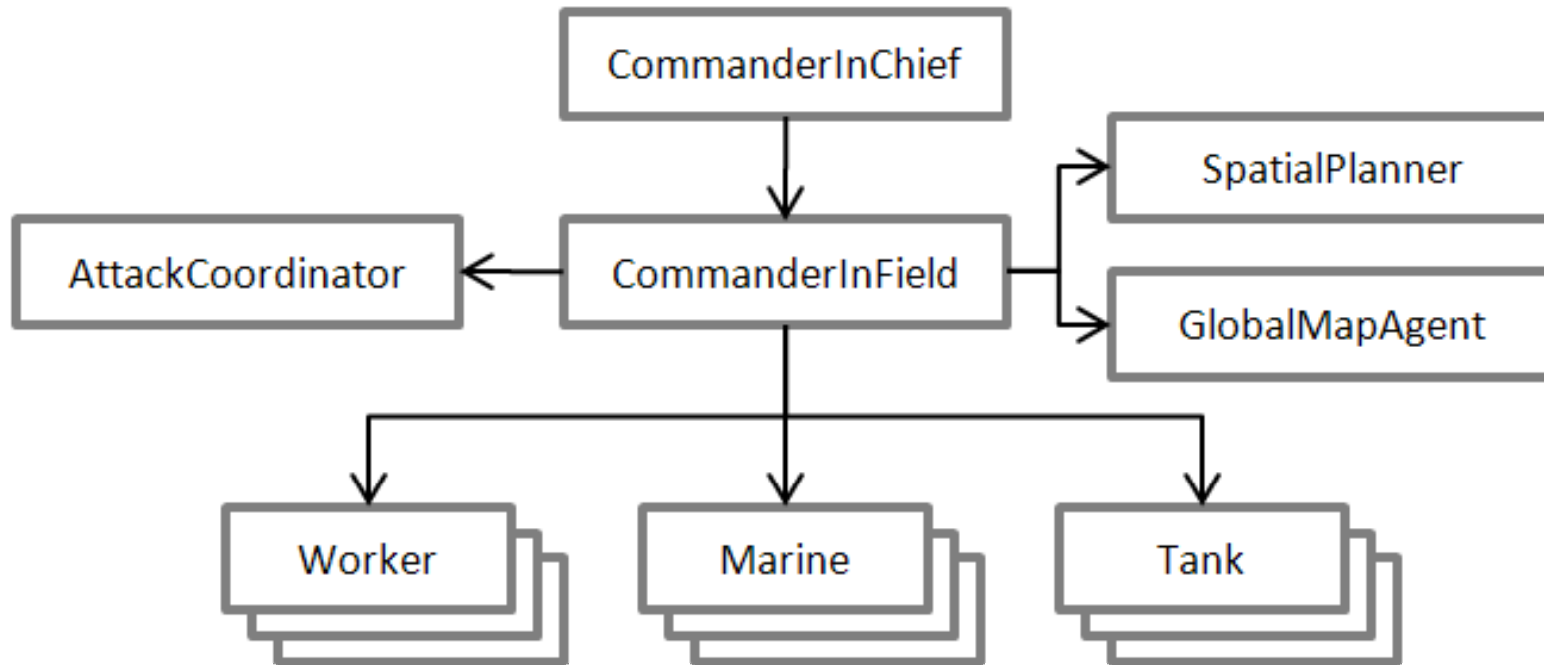 CommanderInChief
SpatialPlanner
AttackCoordinator
CommanderInField
GlobalMapAgent
Worker
Marine
Tank